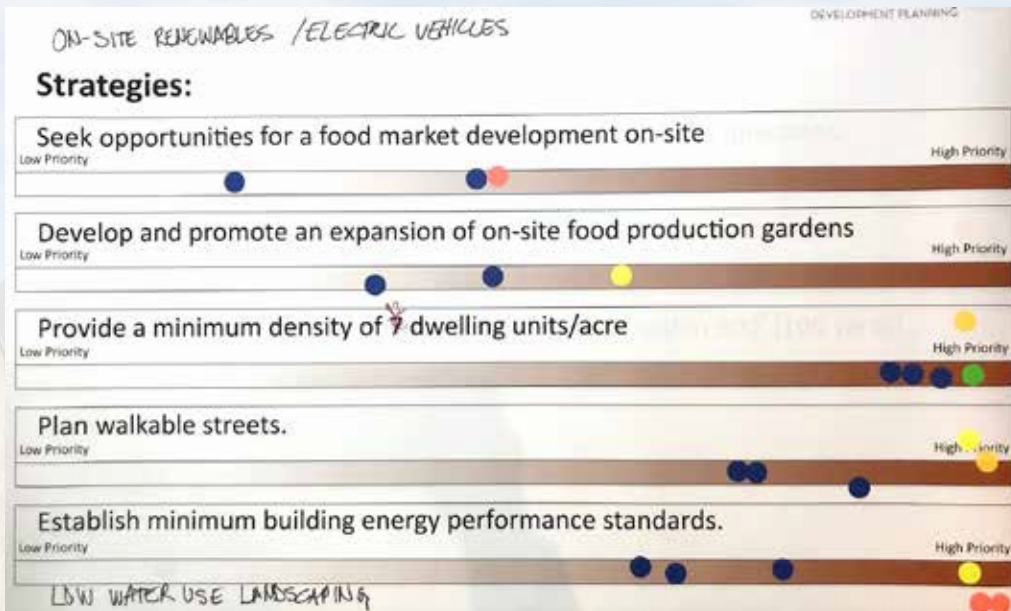 DEVELOPMENT PLANNING
ON-SITE RENEWABLES / ELECTRIC VEHICLES
Strategies:
Seek opportunities for a food market development on-site
Low Priority High Priority
Develop and promote an expansion of on-site food production gardens
Low Priority High Priority
Provide a minimum density of 7 dwelling units/acre
Low Priority High Priority
Plan walkable streets.
Low Priority High Priority
Establish minimum building energy performance standards.
Low Priority High Priority
LOW WATER USE LANDSCAPING